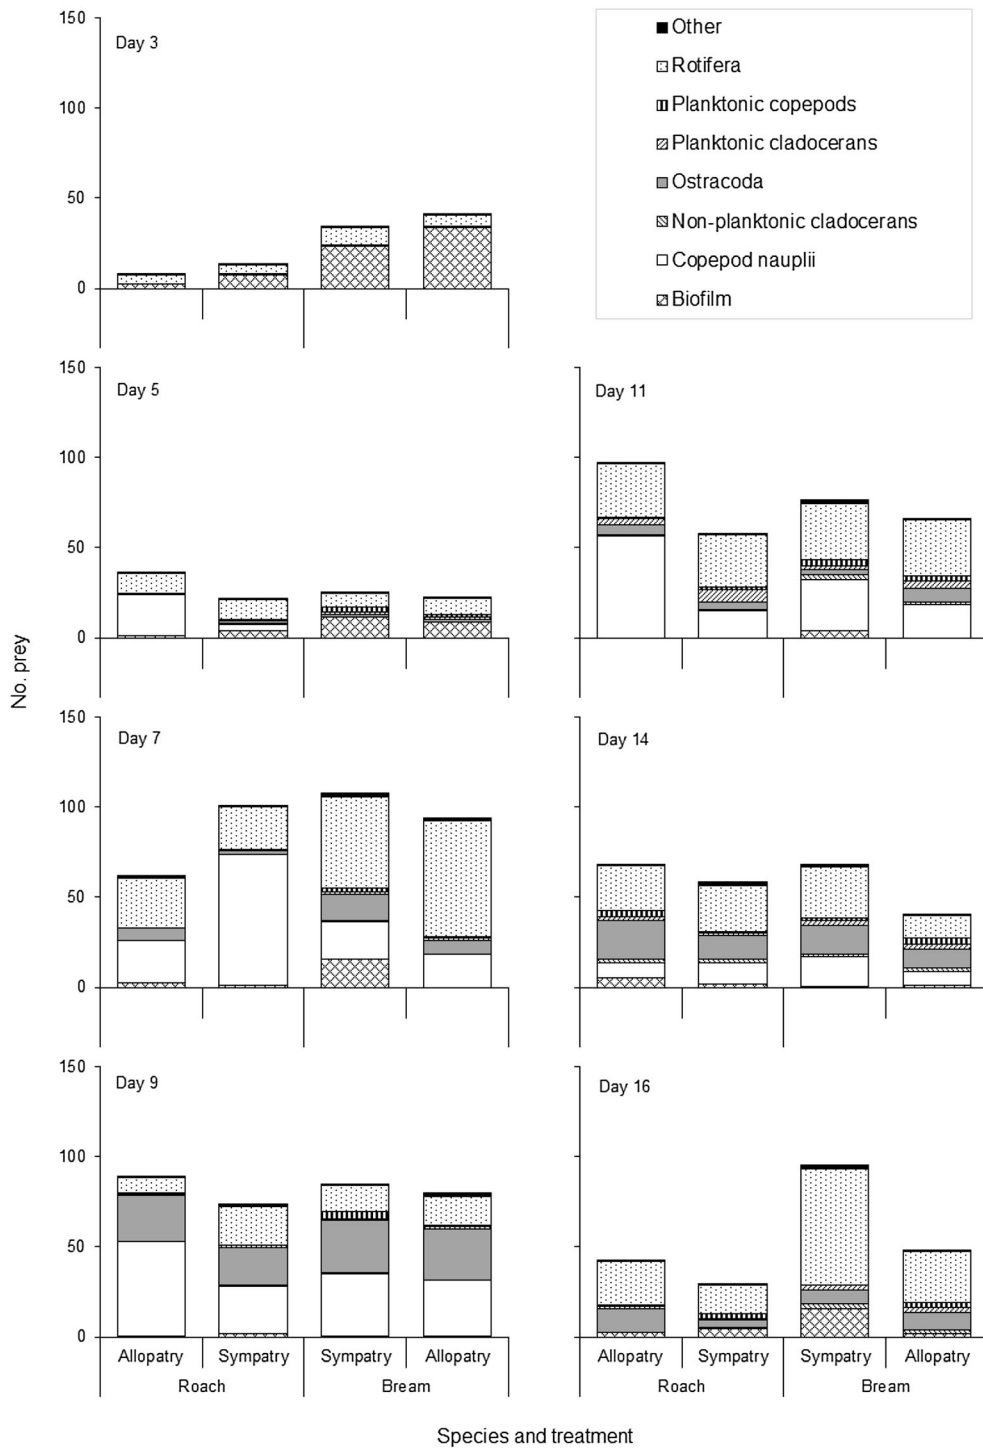 150
Day 3
100
50
0
Other
Rotifera
Planktonic copepods
Planktonic cladocerans
Ostracoda
Non-planktonic cladocerans
Copepod nauplii
Biofilm
150
Day 5
100
50
0
150
Day 11
100
50
0
No. prey
150
Day 7
100
50
0
150
Day 14
100
50
0
150
Day 9
100
50
0
Allopatry Sympatry Sympatry Allopatry
Roach Bream
150
Day 16
100
50
0
Allopatry Sympatry Sympatry Allopatry
Roach Bream
Species and treatment